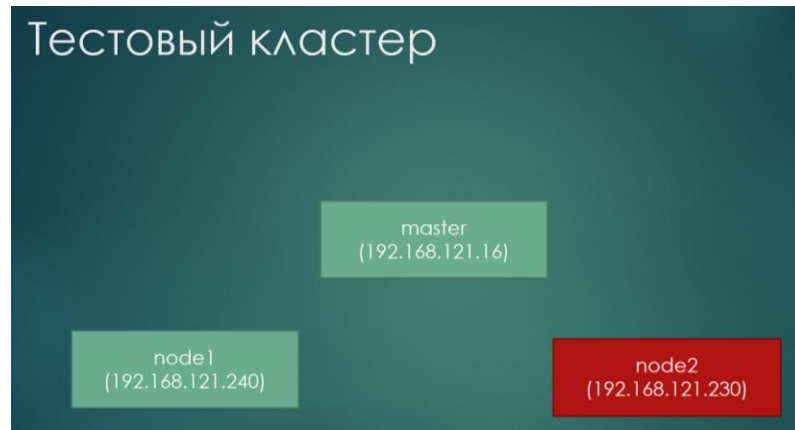 Тестовый кластер
master
(192.168.121.16)
node1
(192.168.121.240)
node2
(192.168.121.230)